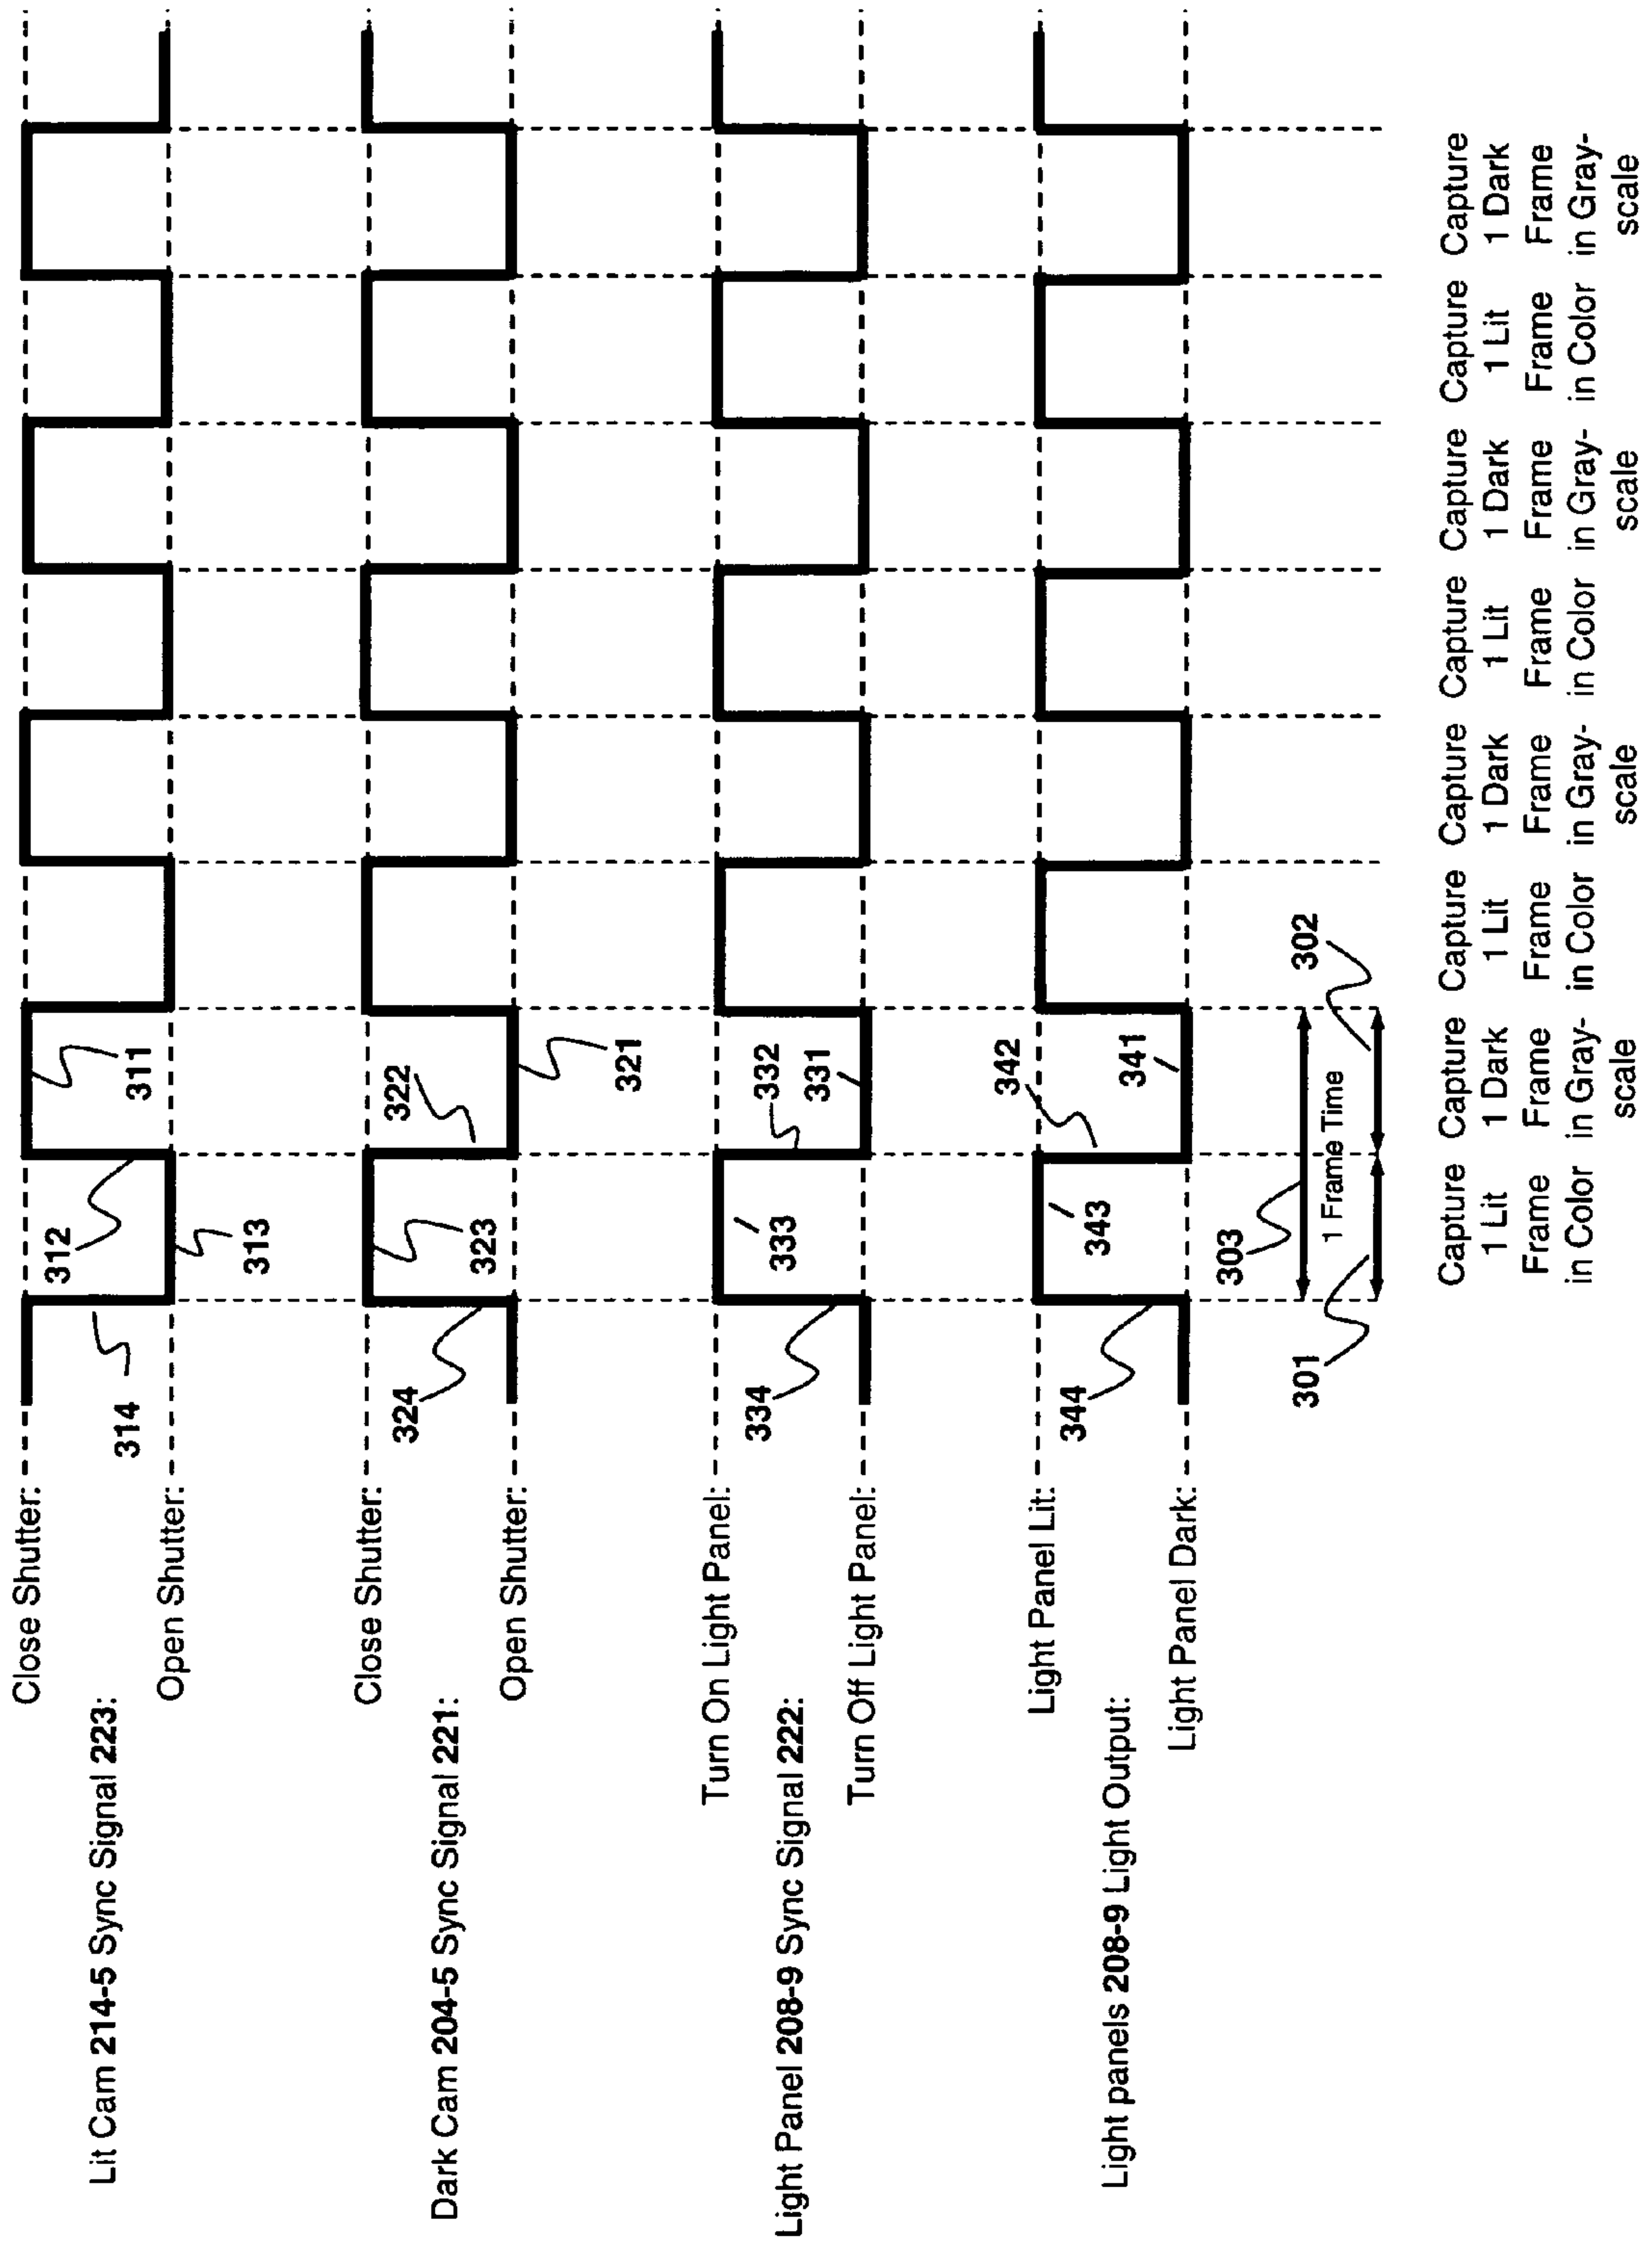 Close Shutter:
Lit Cam 214-5 Sync Signal 223:
Open Shutter:
314
312
313
311
Close Shutter:
Dark Cam 204-5 Sync Signal 221:
Open Shutter:
324
323
322
321
Turn On Light Panel:
Light Panel 208-9 Sync Signal 222:
Turn Off Light Panel:
334
333
332
331
Light Panel Lit:
Light panels 208-9 Light Output:
Light Panel Dark:
344
343
342
341
303
1 Frame Time
301
302
Capture
1 Lit
Frame
in Color
Capture
1 Dark
Frame
in Gray-
scale
Capture
1 Lit
Frame
in Color
Capture
1 Dark
Frame
in Gray-
scale
Capture
1 Lit
Frame
in Color
Capture
1 Dark
Frame
in Gray-
scale
Capture
1 Lit
Frame
in Color
Capture
1 Dark
Frame
in Gray-
scale